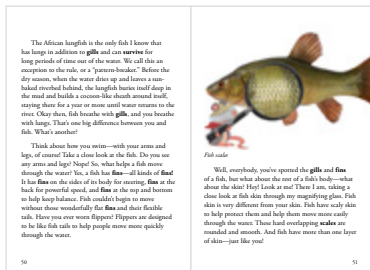 The African lungfish is the only fish I know that
has lungs in addition to gills and can survive for
long periods of time out of the water. We call this an
exception to the rule, or a “pattern-breaker.” Before the
dry season, when the water dries up and leaves a sun-
baked riverbed behind, the lungfish buries itself deep in
the mud and builds a cocoon-like sheath around itself,
staying there for a year or more until water returns to the
river. Okay then, fish breathe with gills, and you breathe
with lungs. That’s one big difference between you and
fish. What’s another?
Think about how you swim—with your arms and
legs, of course! Take a close look at the fish. Do you see
any arms and legs? Nope! So, what helps a fish move
through the water? Yes, a fish has fins—all kinds of fins!
It has fins on the sides of its body for steering, fins at the
back for powerful speed, and fins at the top and bottom
to help keep balance. Fish couldn’t begin to move
without those wonderfully flat fins and their flexible
tails. Have you ever worn flippers? Flippers are designed
to be like fish tails to help people move more quickly
through the water.
50
Fish scales
Well, everybody, you’ve spotted the gills and fins
of a fish, but what about the rest of a fish’s body—what
about the skin? Hey! Look at me! There I am, taking a
close look at fish skin through my magnifying glass. Fish
skin is very different from your skin. Fish have scaly skin
to help protect them and help them move more easily
through the water. These hard overlapping scales are
rounded and smooth. And fish have more than one layer
of skin—just like you!
51